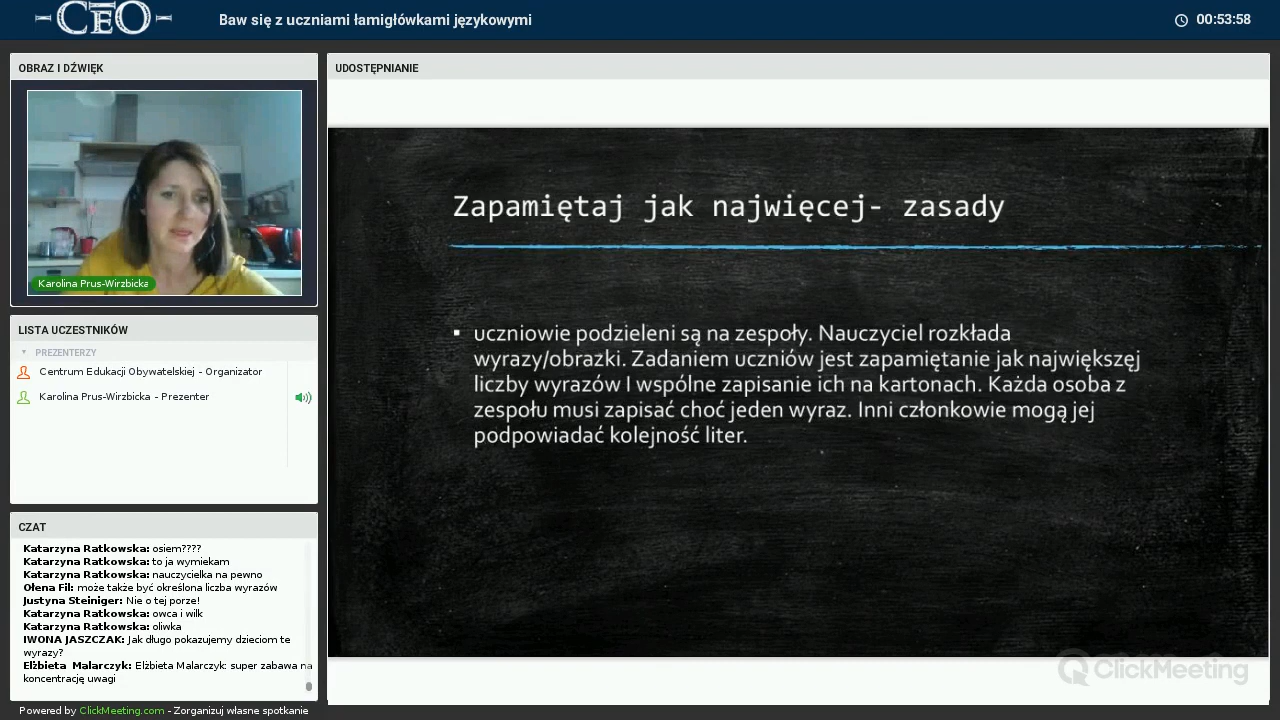 CEO
Baw się z uczniami łamigłówkami językowymi
00:53:58
OBRAZ I DŹWIĘK
Karolina Prus-Wirzbicka
LISTA UCZESTNIKÓW
PREZENTERZY
Centrum Edukacji Obywatelskiej - Organizator
Karolina Prus-Wirzbicka - Prezenter
CZAT
Katarzyna Ratkowska: osiem????
Katarzyna Ratkowska: to ja wymiekam
Katarzyna Ratkowska: nauczycielka na pewno
Ołena Fil: może także być określona liczba wyrazów
Justyna Steiniger: Nie o tej porze!
Katarzyna Ratkowska: owca i wilk
Katarzyna Ratkowska: oliwka
IWONA JASZCZAK: Jak długo pokazujemy dzieciom te
wyrazy?
Elżbieta Malarczyk: Elżbieta Malarczyk: super zabawa na
koncentrację uwagi
Powered by ClickMeeting.com - Zorganizuj własne spotkanie
UDOSTĘPNIANIE
Zapamiętaj jak najwięcej- zasady
▪ uczniowie podzieleni są na zespoły. Nauczyciel rozkłada
wyrazy/obrazki. Zadaniem uczniów jest zapamiętanie jak największęj
liczby wyrazów I wspólne zapisanie ich na kartonach. Każda osoba z
zespołu musi zapisać choć jeden wyraz. Inni członkowie mogą jej
podpowiadać kolejność liter.
ClickMeeting